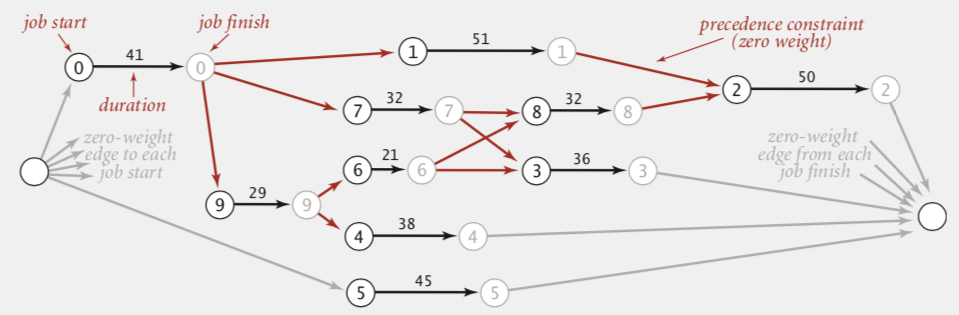 job start
job finish
precedence constraint
(zero weight)
0 41 0
1 51 1
2 50 2
duration
7 32 7
8 32 8
zero-weight
edge to each
job start
zero-weight
edge from each
job finish
6 21 6
3 36 3
9 29 9
4 38 4
5 45 5